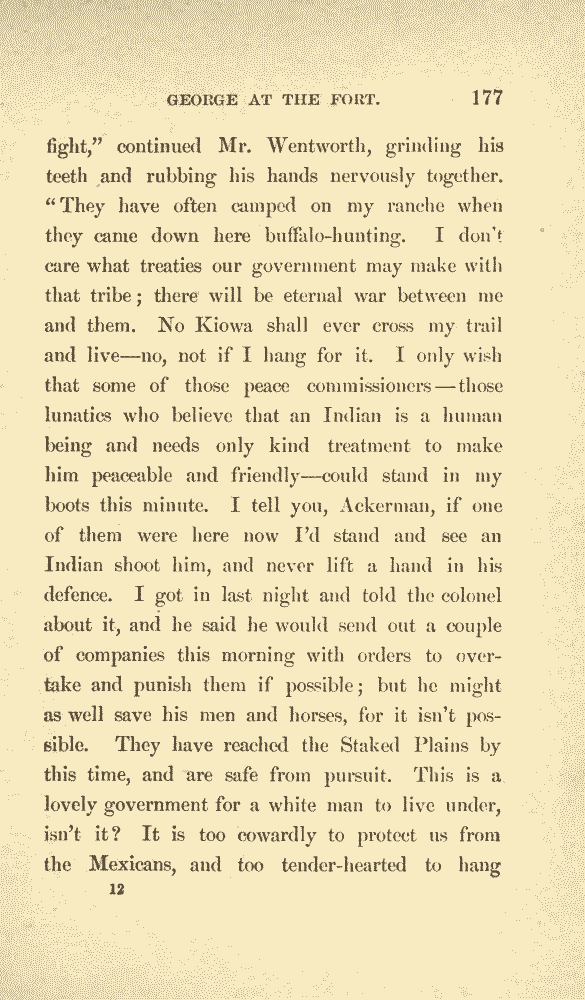 GEORGE AT THE FORT. 177
fight,” continued Mr. Wentworth, grinding his
teeth and rubbing his hands nervously together.
“They have often camped on my ranche when
they came down here buffalo-hunting. I don’t
care what treaties our government may make with
that tribe; there will be eternal war between me
and them. No Kiowa shall ever cross my trail
and live—no, not if I hang for it. I only wish
that some of those peace commissioners—those
lunatics who believe that an Indian is a human
being and needs only kind treatment to make
him peaceable and friendly—could stand in my
boots this minute. I tell you, Ackerman, if one
of them were here now I’d stand and see an
Indian shoot him, and never lift a hand in his
defence. I got in last night and told the colonel
about it, and he said he would send out a couple
of companies this morning with orders to over-
take and punish them if possible; but he might
as well save his men and horses, for it isn’t pos-
sible. They have reached the Staked Plains by
this time, and are safe from pursuit. This is a
lovely government for a white man to live under,
isn’t it? It is too cowardly to protect us from
the Mexicans, and too tender-hearted to hang
12